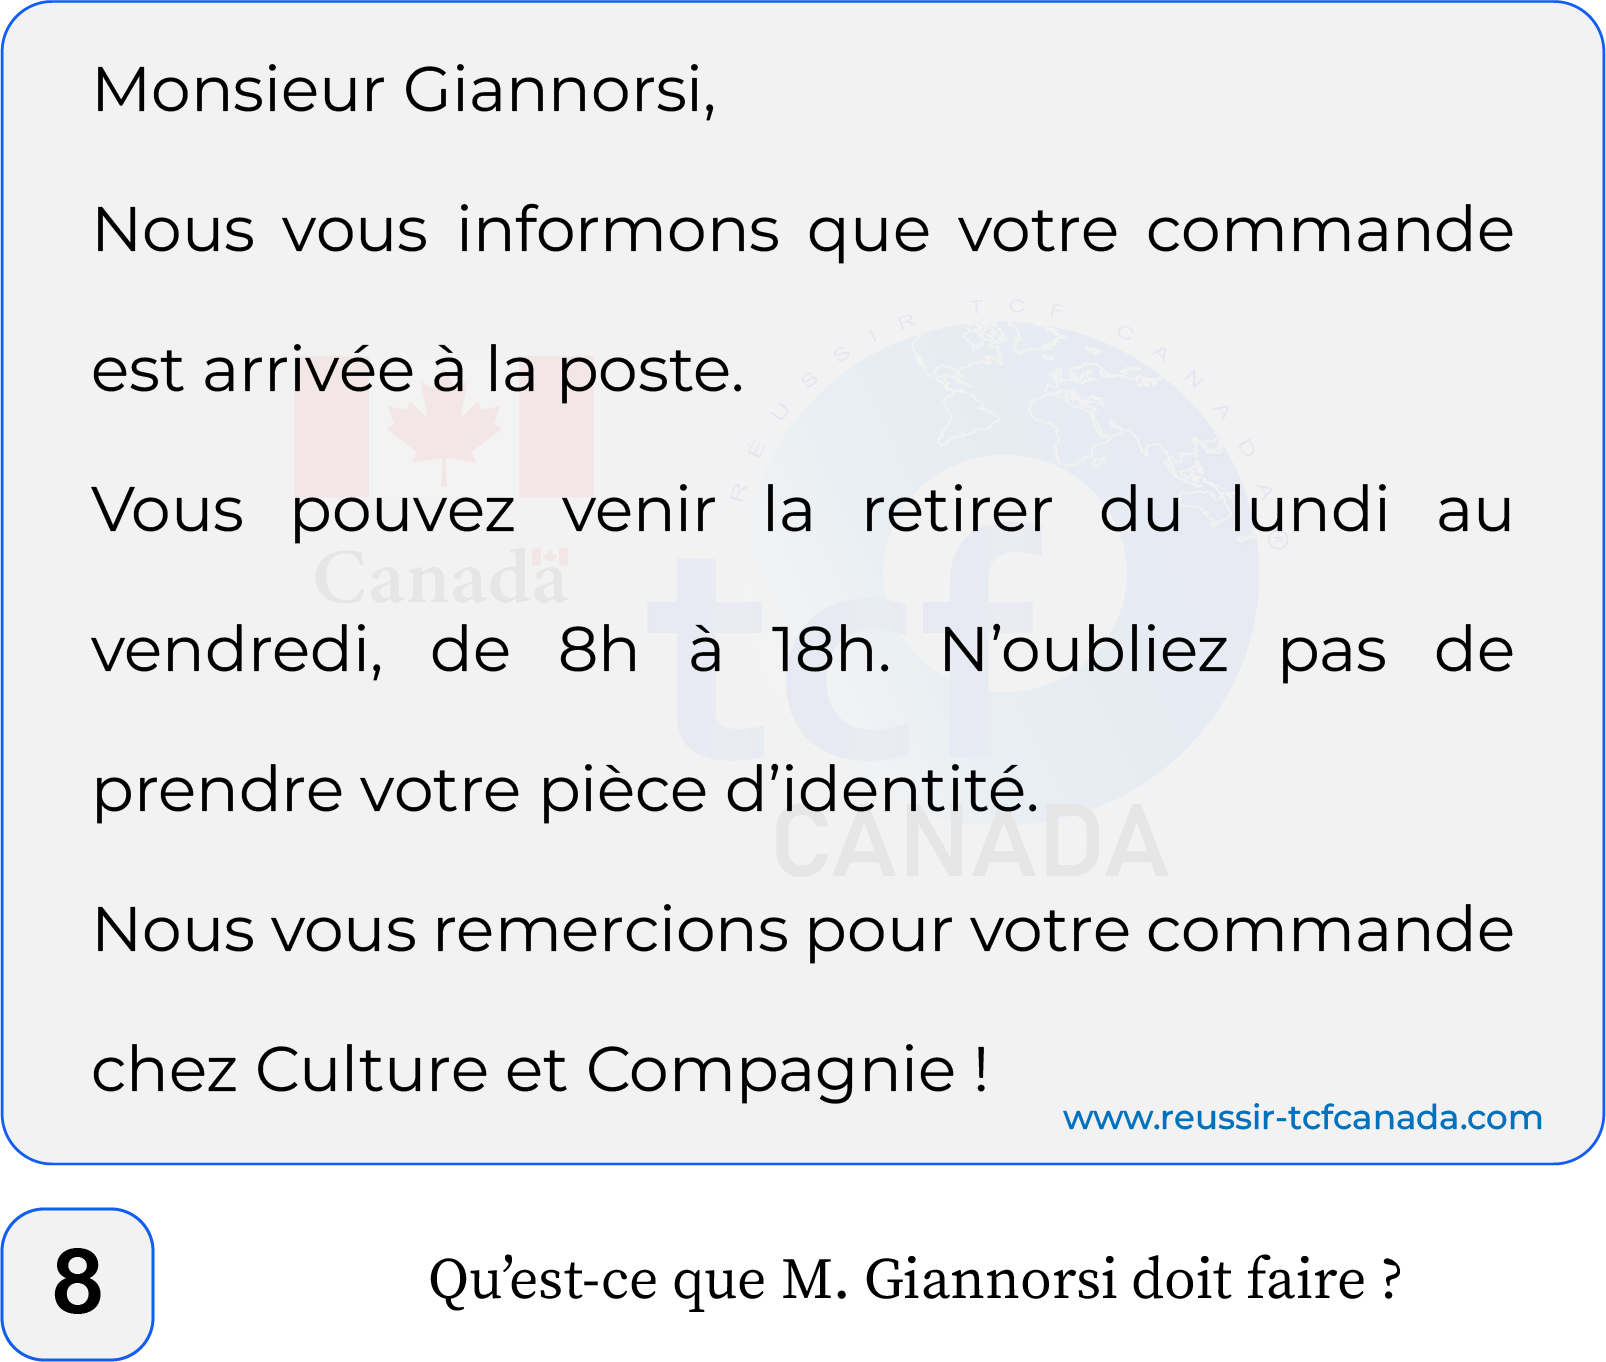 Monsieur Giannorsi,
Nous vous informons que votre commande
est arrivée à la poste.
Vous pouvez venir la retirer du lundi au
vendredi, de 8h à 18h. N’oubliez pas de
prendre votre pièce d’identité.
Nous vous remercions pour votre commande
chez Culture et Compagnie !
www.reussir-tcfcanada.com
RÉUSSIR TCF CANADA
Canada
tcf
CANADA
8
Qu’est-ce que M. Giannorsi doit faire ?